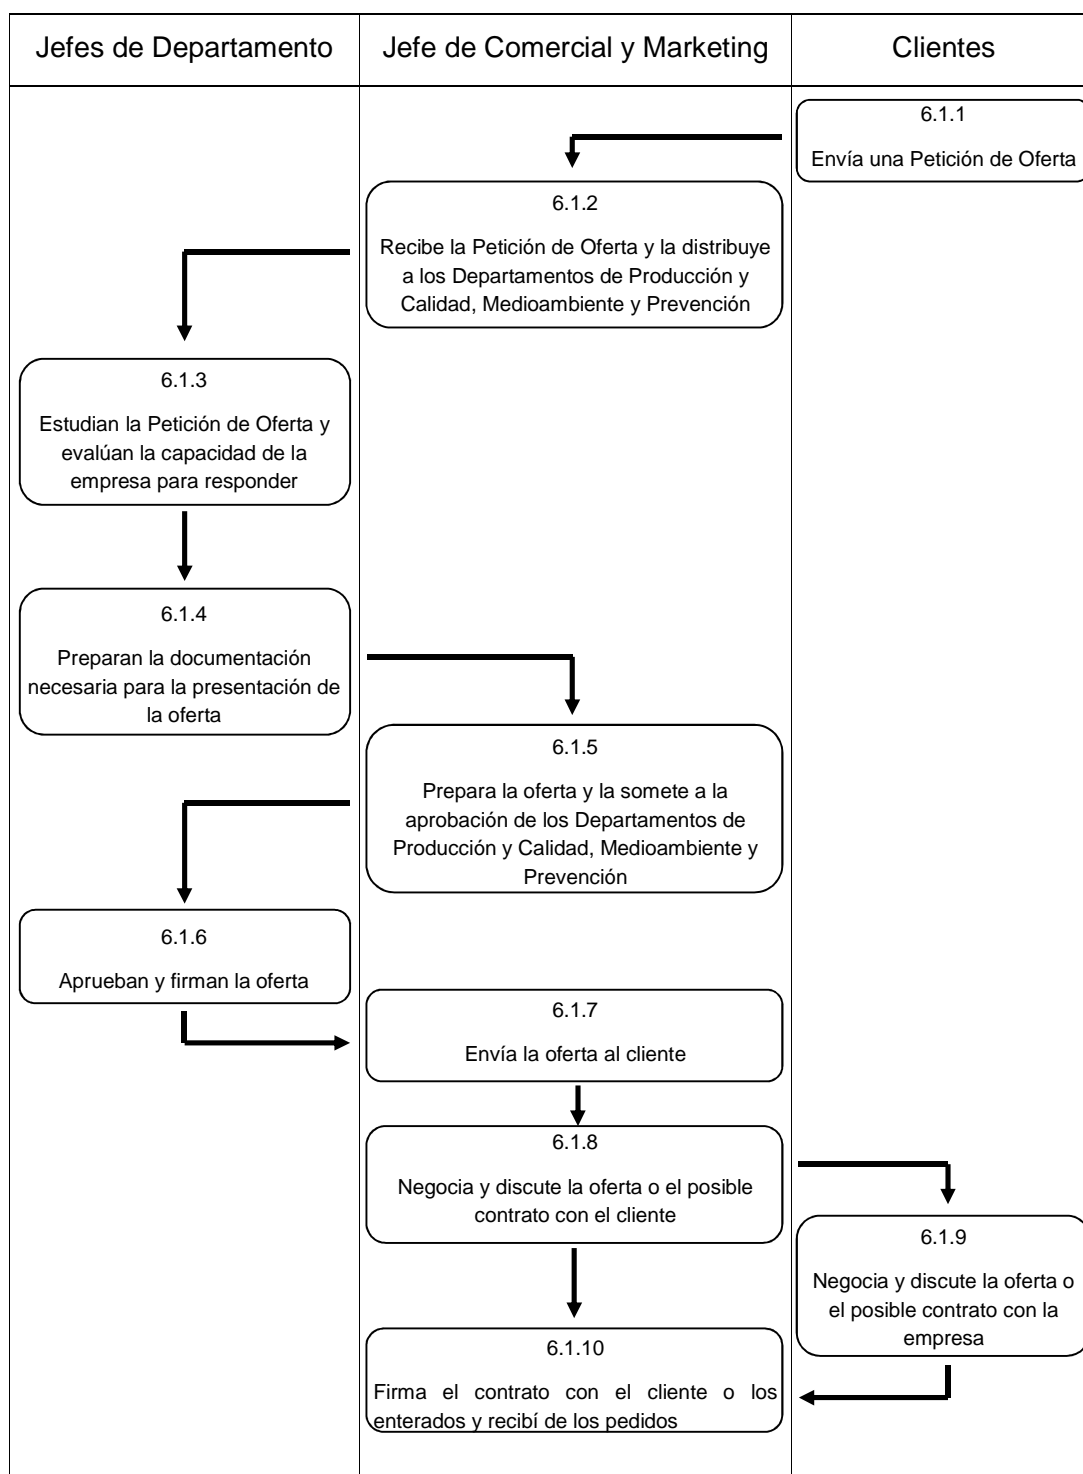 Jefes de Departamento
Jefe de Comercial y Marketing
Clientes
6.1.1
Envía una Petición de Oferta
6.1.2
Recibe la Petición de Oferta y la distribuye
a los Departamentos de Producción y
Calidad, Medioambiente y Prevención
6.1.3
Estudian la Petición de Oferta y
evalúan la capacidad de la
empresa para responder
6.1.4
Preparan la documentación
necesaria para la presentación de
la oferta
6.1.5
Prepara la oferta y la somete a la
aprobación de los Departamentos de
Producción y Calidad, Medioambiente y
Prevención
6.1.6
Aprueban y firman la oferta
6.1.7
Envía la oferta al cliente
6.1.8
Negocia y discute la oferta o el posible
contrato con el cliente
6.1.9
Negocia y discute la oferta o
el posible contrato con la
empresa
6.1.10
Firma el contrato con el cliente o los
enterados y recibí de los pedidos